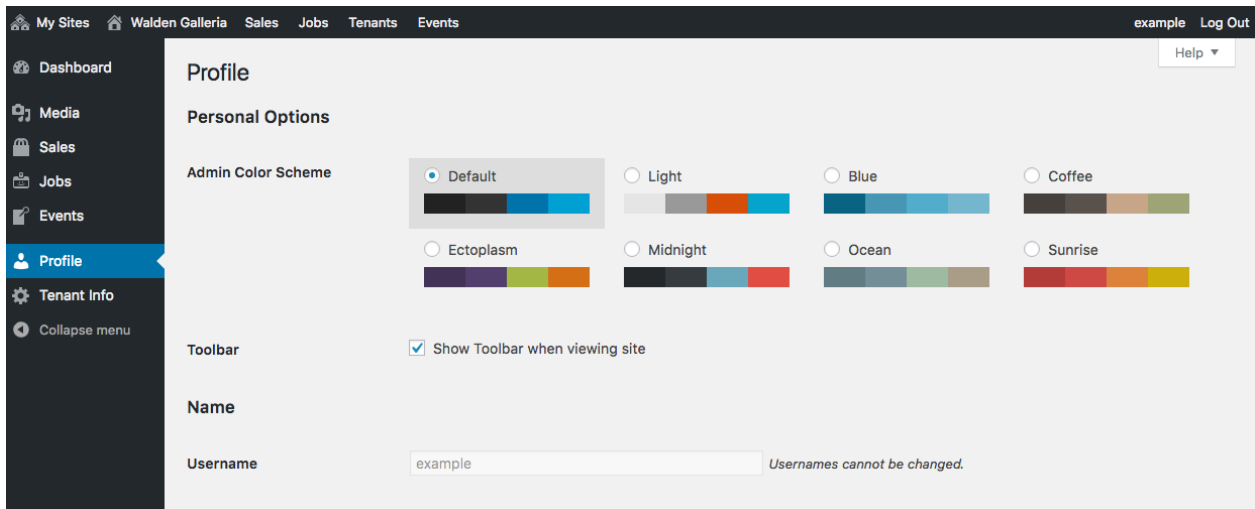 My Sites Walden Galleria Sales Jobs Tenants Events example Log Out
Help ▼
Dashboard
Media
Sales
Jobs
Events
Profile
Tenant Info
Collapse menu
Profile
Personal Options
Admin Color Scheme
Default Light Blue Coffee
Ectoplasm Midnight Ocean Sunrise
Toolbar Show Toolbar when viewing site
Name
Username example Usernames cannot be changed.